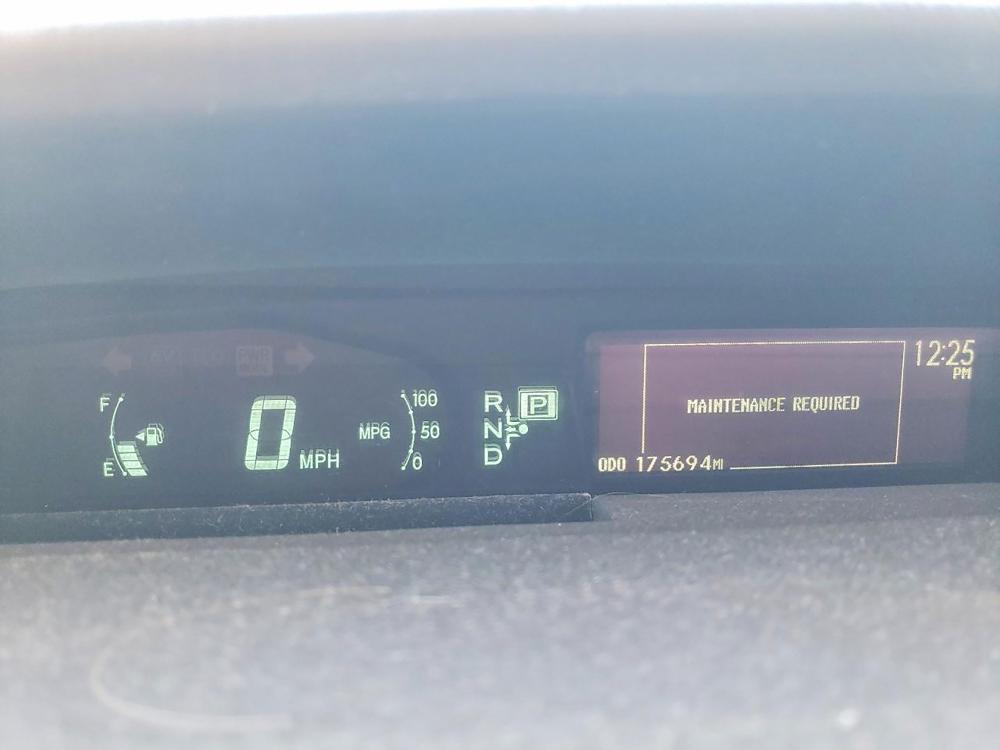 F
E
0 MPH
MPG
100
50
0
R
N
D
P
12:25
PM
MAINTENANCE REQUIRED
ODO 175694MI